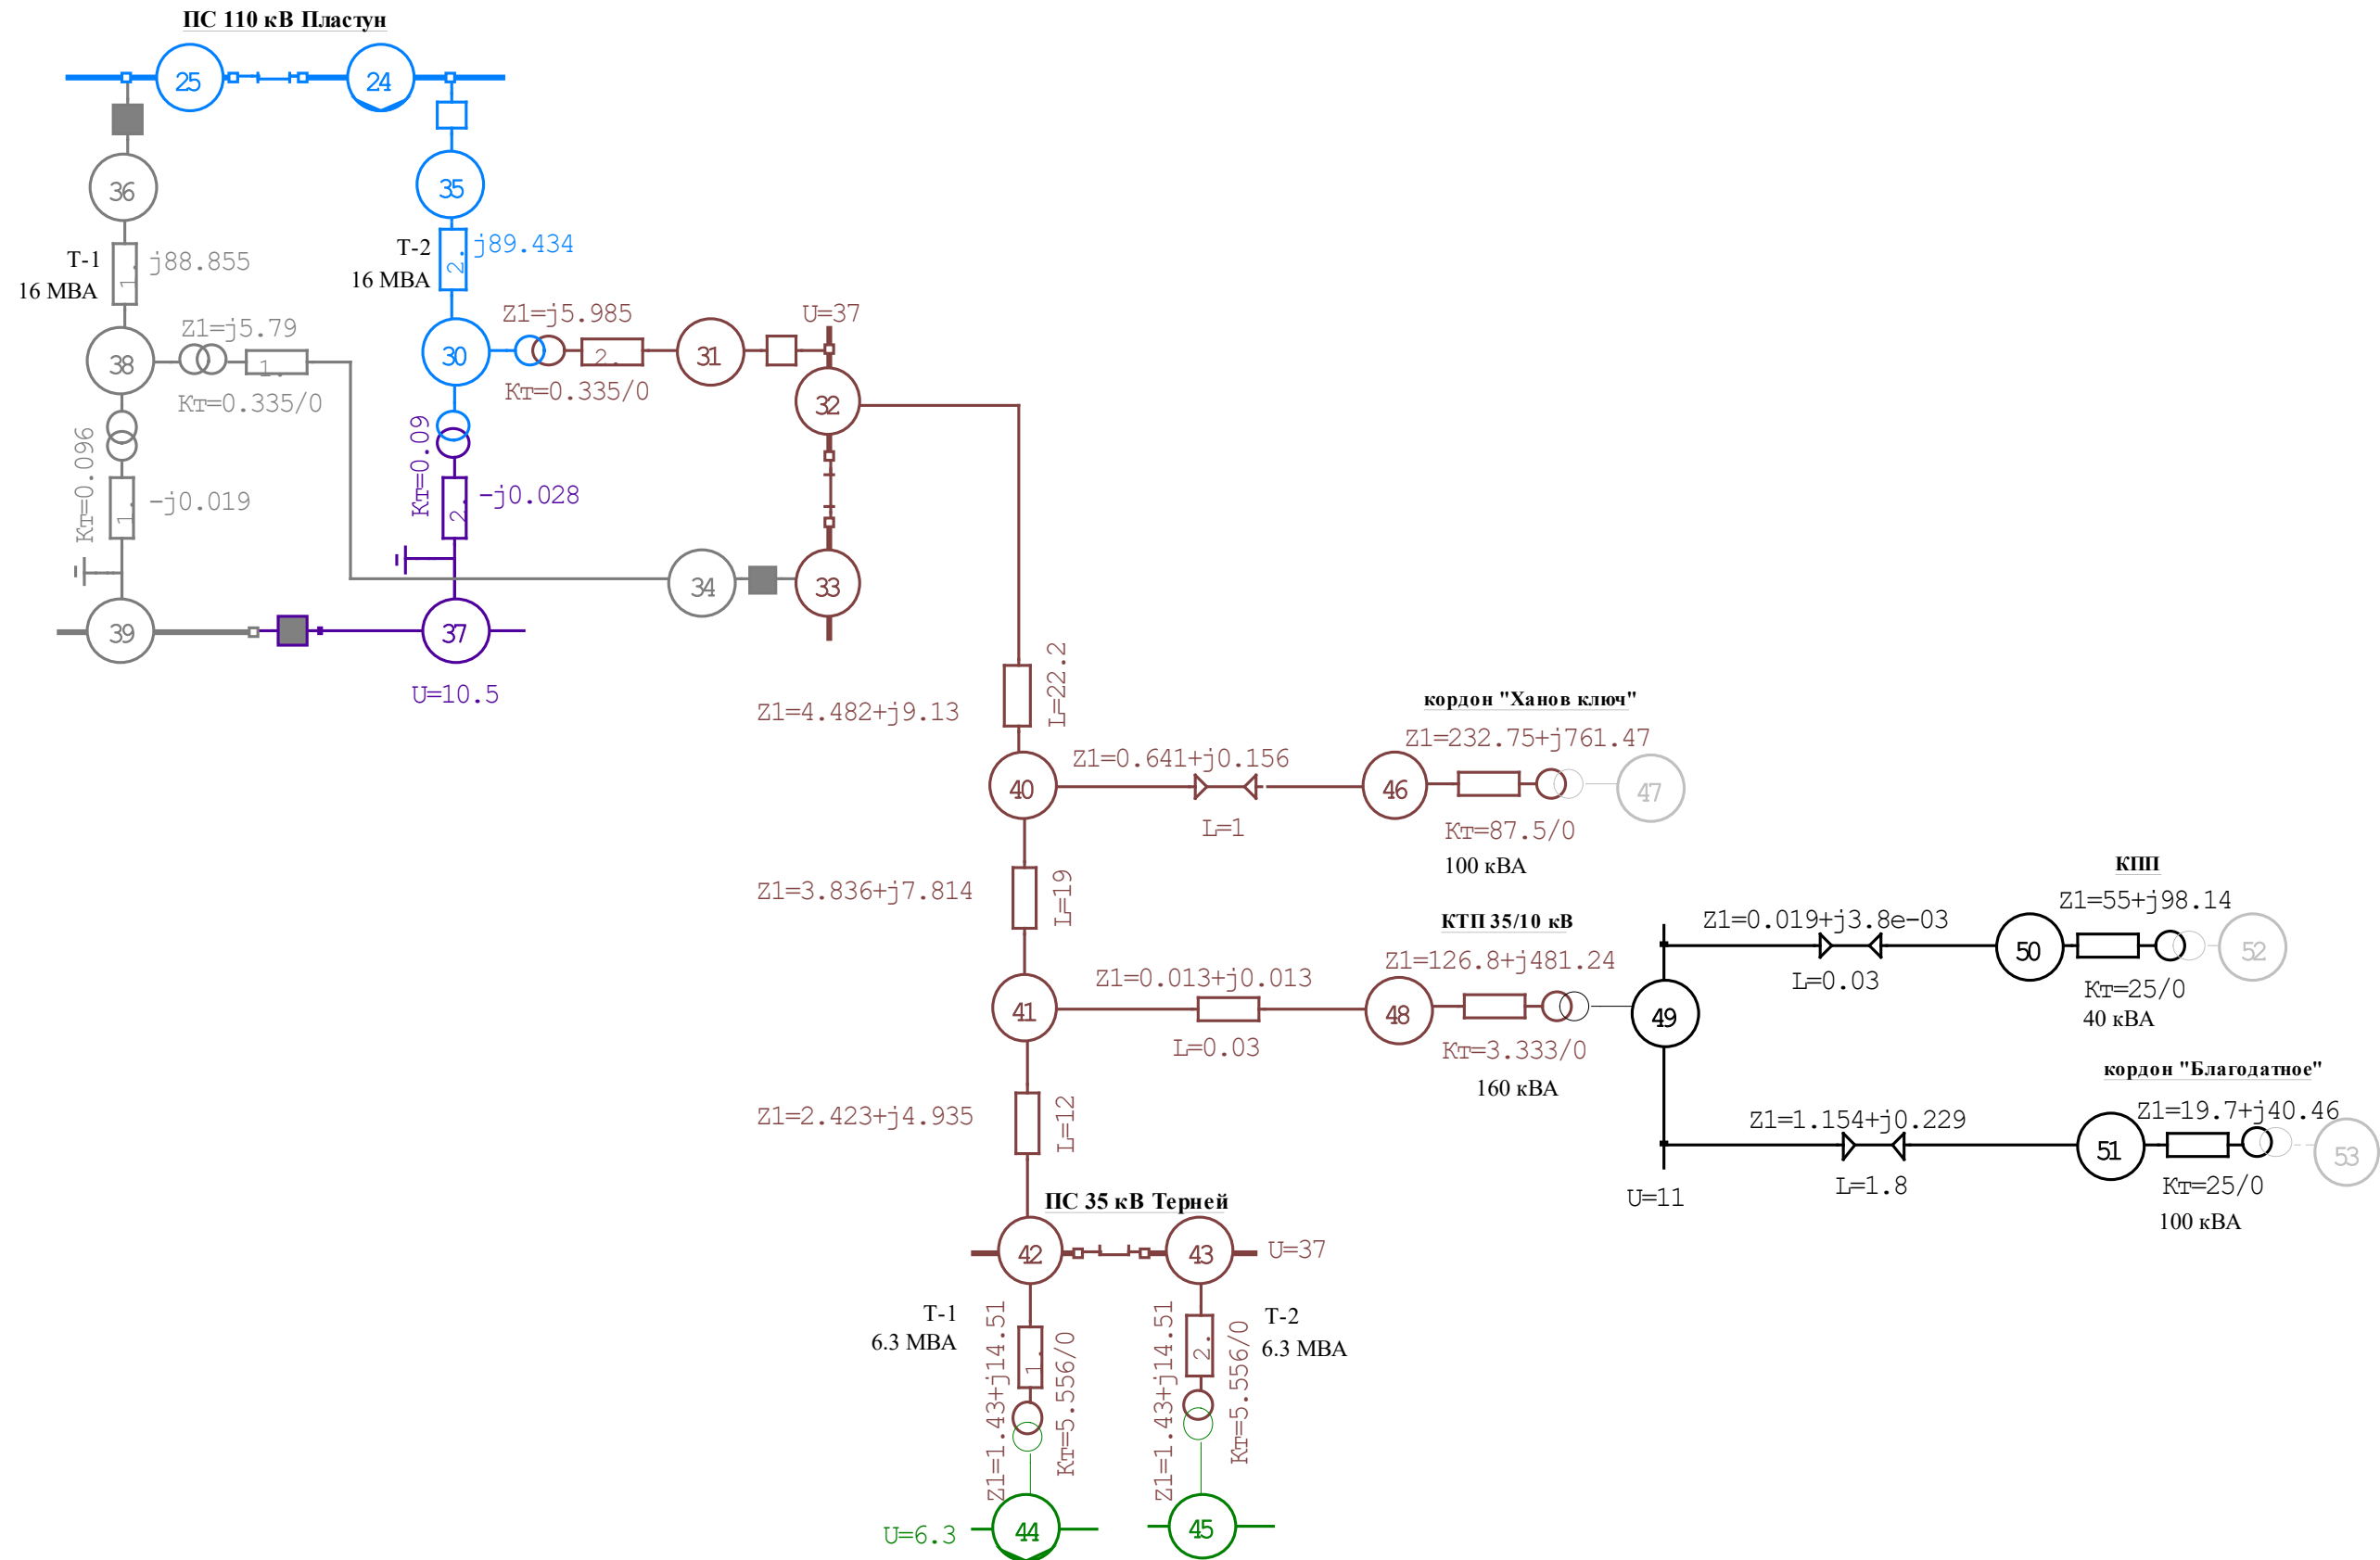 ПС 110 кВ Пластун
25
24
36
35
Т-1
16 МВА
1.
j88.855
Т-2
16 МВА
2.
j89.434
38
Z1=j5.79
1.
Кт=0.335/0
30
Z1=j5.985
2.
Кт=0.335/0
31
U=37
32
Кт=0.096
1.
-j0.019
Кт=0.09
2.
-j0.028
34
33
39
37
U=10.5
Z1=4.482+j9.13
L=22.2
кордон "Ханов ключ"
Z1=232.75+j761.47
40
Z1=0.641+j0.156
L=1
46
47
Кт=87.5/0
100 кВА
Z1=3.836+j7.814
L=19
КТП 35/10 кВ
Z1=126.8+j481.24
41
Z1=0.013+j0.013
L=0.03
48
Кт=3.333/0
160 кВА
49
КПП
Z1=55+j98.14
Z1=0.019+j3.8e-03
L=0.03
50
52
Кт=25/0
40 кВА
кордон "Благодатное"
Z1=19.7+j40.46
Z1=1.154+j0.229
L=1.8
51
53
Кт=25/0
100 кВА
U=11
Z1=2.423+j4.935
L=12
ПС 35 кВ Терней
42
43
U=37
Т-1
6.3 МВА
Z1=1.43+j14.51
1.
Кт=5.556/0
Z1=1.43+j14.51
2.
Кт=5.556/0
Т-2
6.3 МВА
U=6.3
44
45